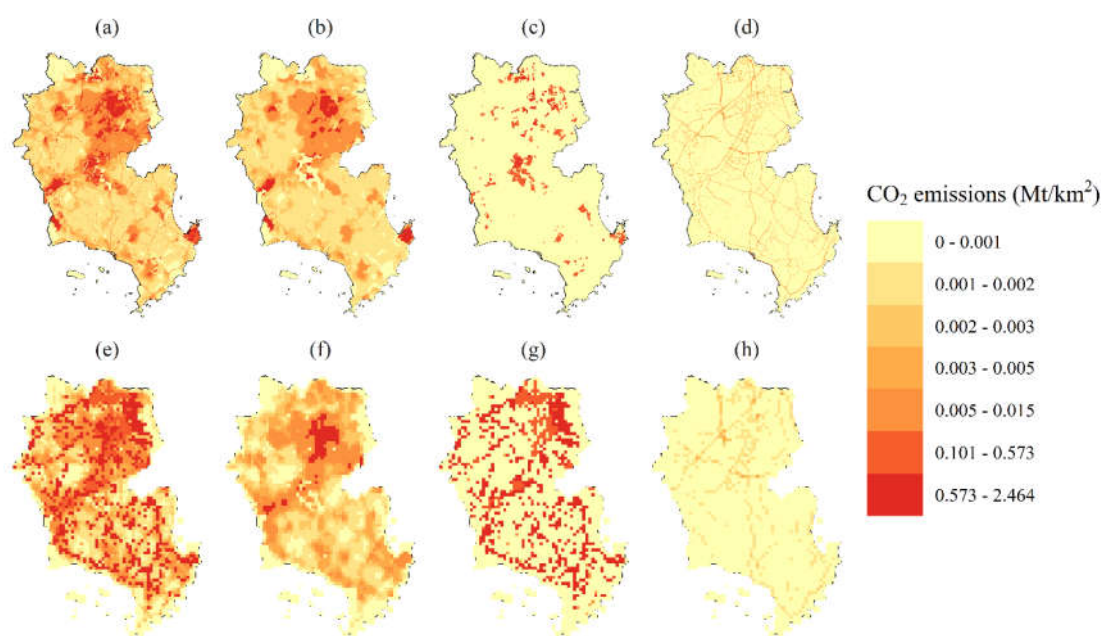 (a) (b) (c) (d)
CO₂ emissions (Mt/km²)
0 - 0.001
0.001 - 0.002
0.002 - 0.003
0.003 - 0.005
0.005 - 0.015
0.101 - 0.573
0.573 - 2.464
(e) (f) (g) (h)